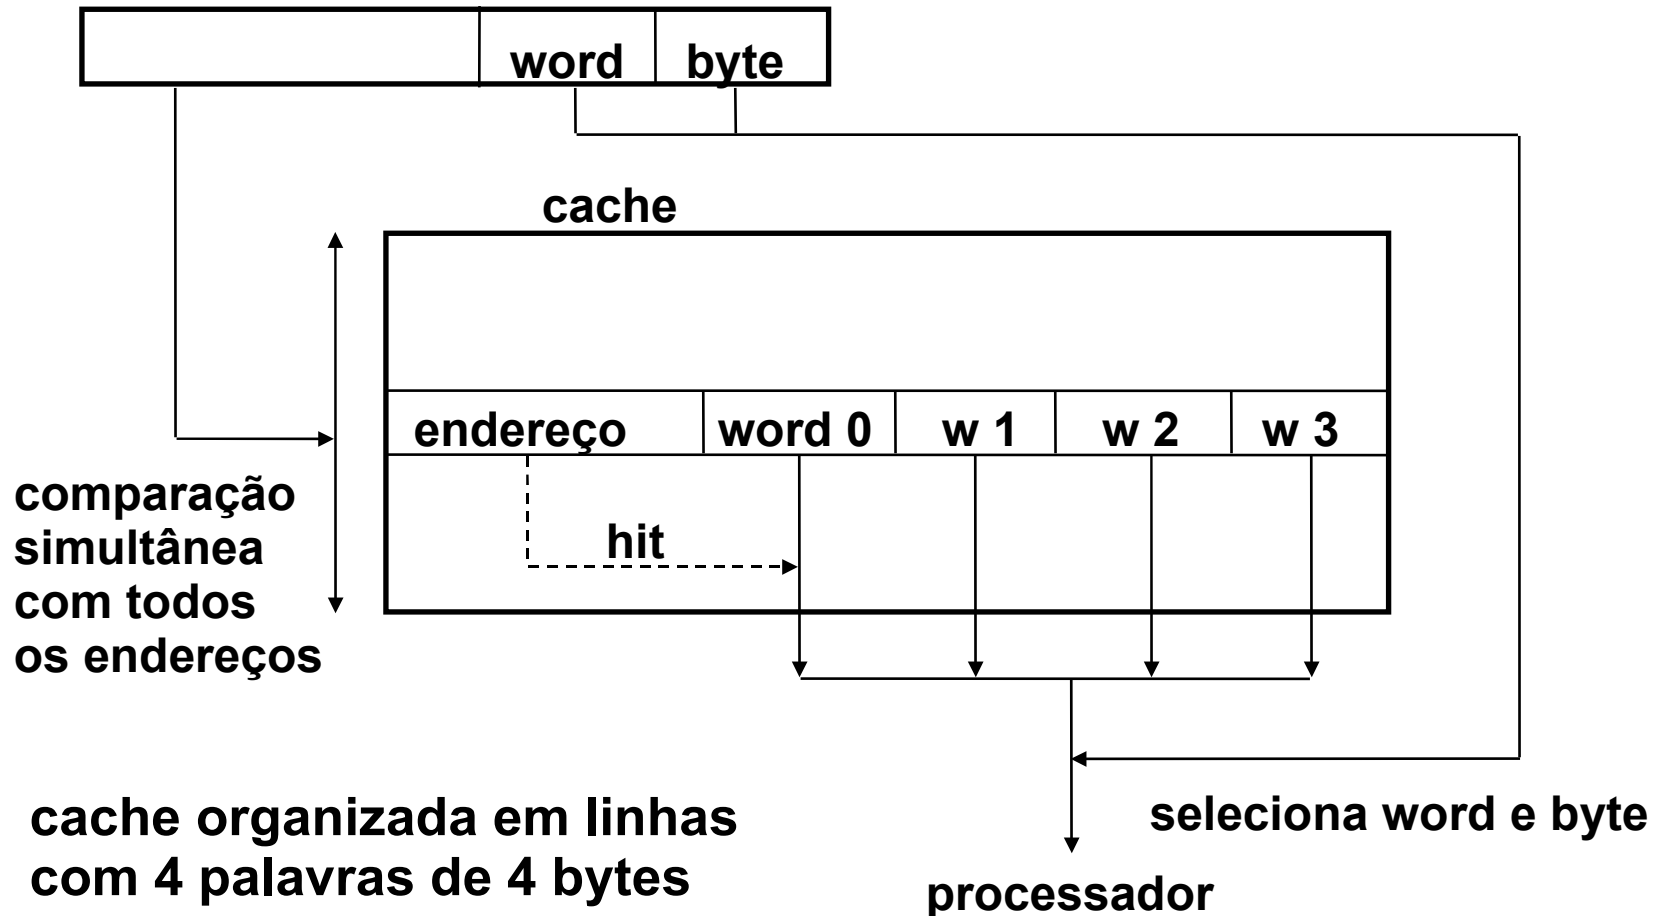 word byte
cache
endereço word 0 w 1 w 2 w 3
comparação
simultânea
com todos
os endereços
hit
cache organizada em linhas
com 4 palavras de 4 bytes
seleciona word e byte
processador